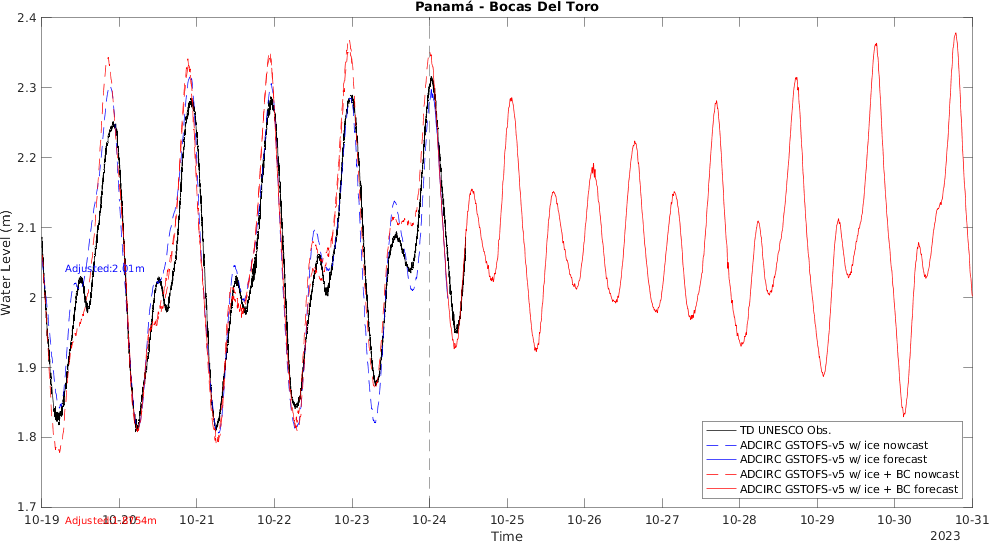 Panamá - Bocas Del Toro
2.4
2.3
2.2
2.1
2
1.9
1.8
1.7
Water Level (m)
Adjusted:2.01m
TD UNESCO Obs.
ADCIRC GSTOFS-v5 w/ ice nowcast
ADCIRC GSTOFS-v5 w/ ice forecast
ADCIRC GSTOFS-v5 w/ ice + BC nowcast
ADCIRC GSTOFS-v5 w/ ice + BC forecast
10-19 10-20 10-21 10-22 10-23 10-24 10-25 10-26 10-27 10-28 10-29 10-30 10-31
Time
2023